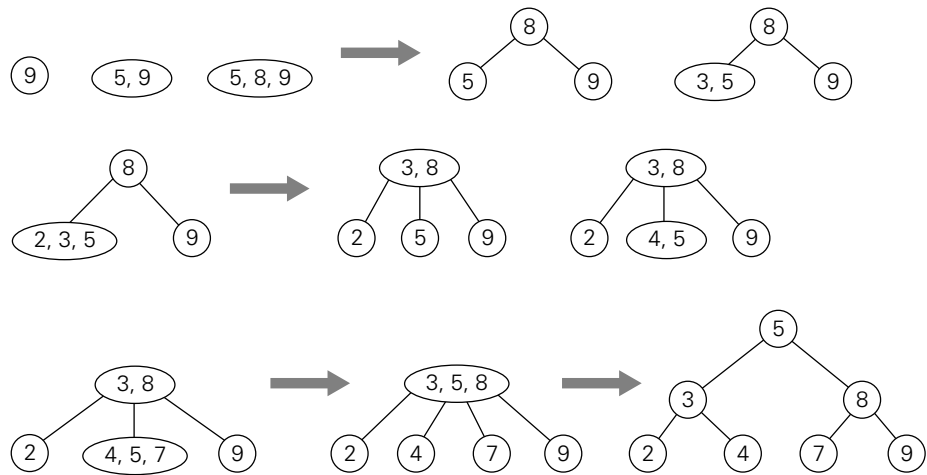 8 8
9 5, 9 5, 8, 9 5 9 3, 5 9
8 3, 8 3, 8
2, 3, 5 9 2 5 9 2 4, 5 9
5
3, 8 3, 5, 8 3 8
2 4, 5, 7 9 2 4 7 9 2 4 7 9